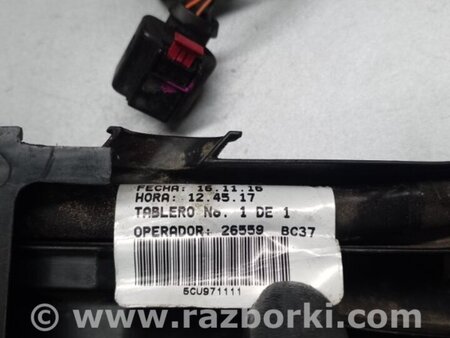 FECHA: 16.11.16
HORA: 12.45.17
TABLERO No. 1 DE 1
OPERADOR: 26559 BC37
5CU971111
www.razborki.com